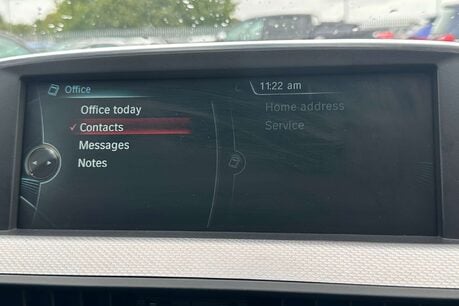 Office
Office today
✓ Contacts
Messages
Notes
11:22 am
Home address
Service